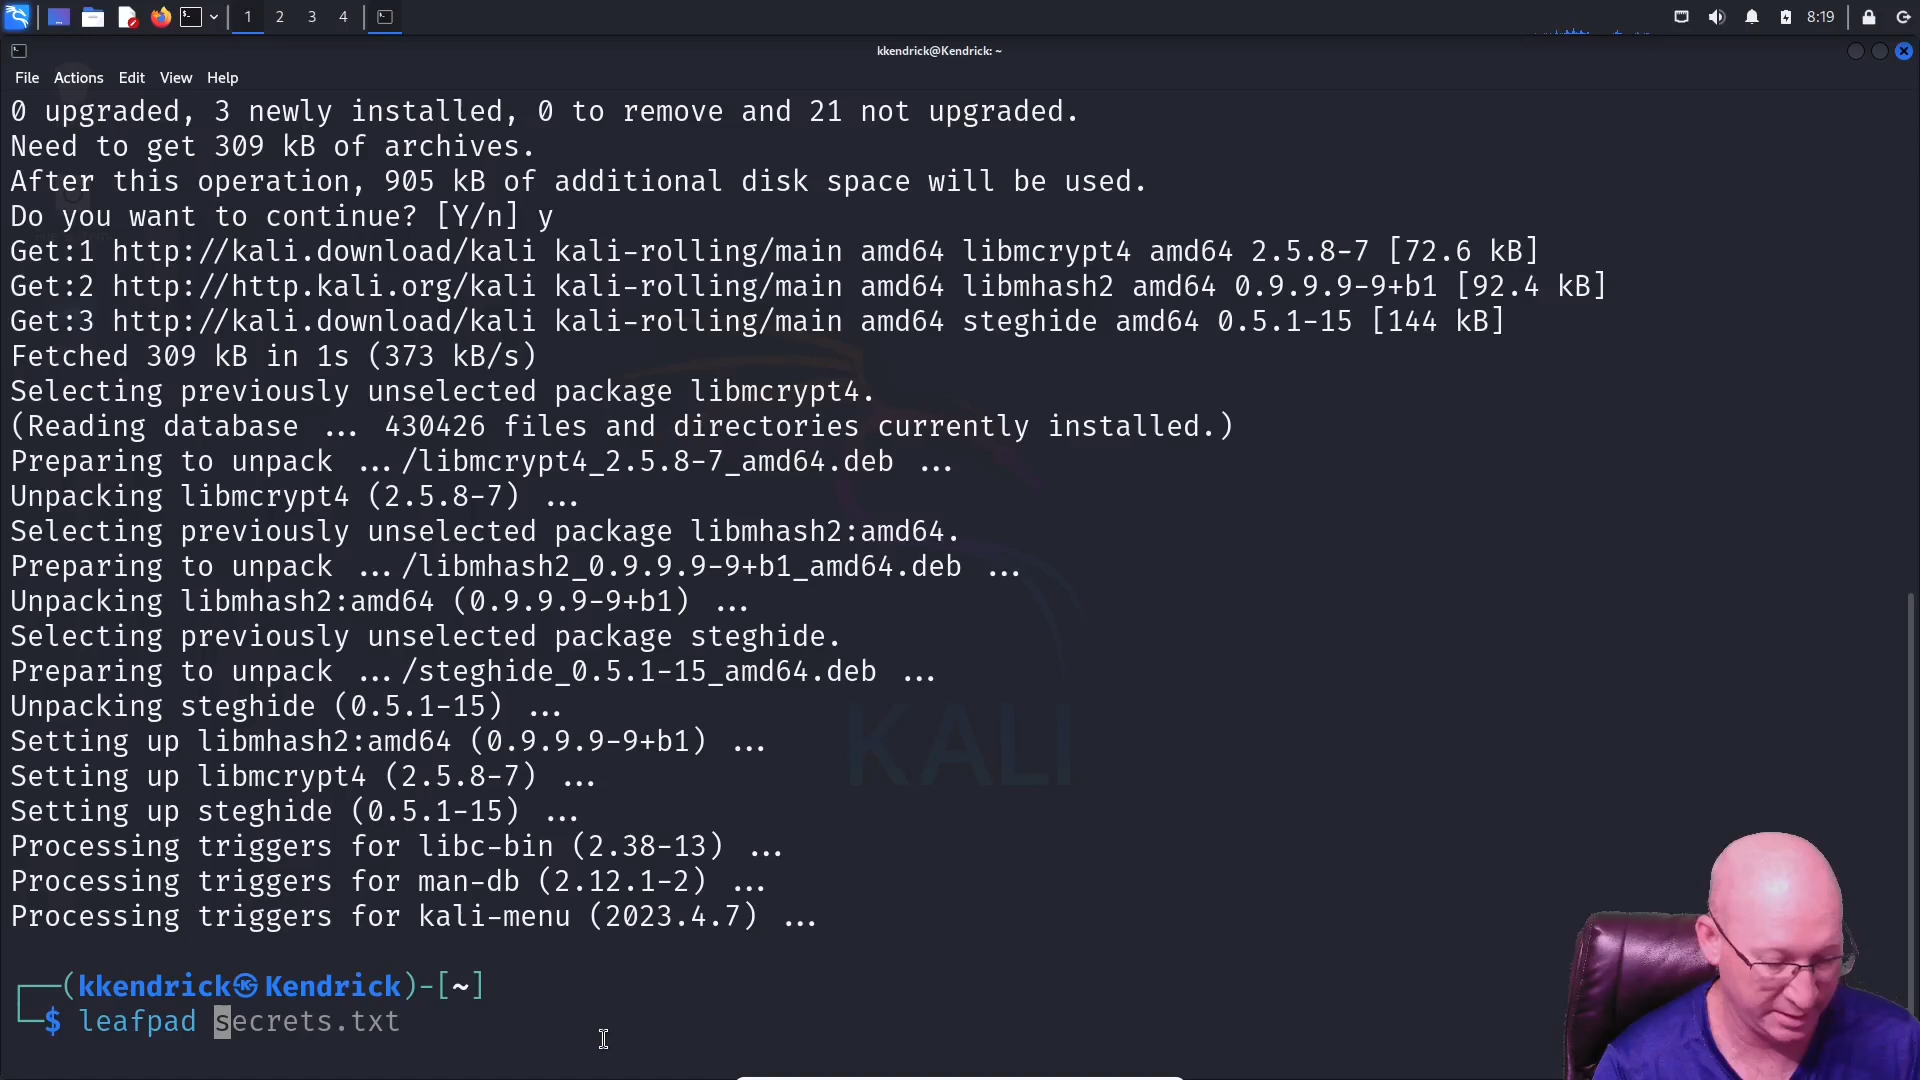 1 2 3 4 8:19
kkendrick@Kendrick: ~
File Actions Edit View Help
0 upgraded, 3 newly installed, 0 to remove and 21 not upgraded.
Need to get 309 kB of archives.
After this operation, 905 kB of additional disk space will be used.
Do you want to continue? [Y/n] y
Get:1 http://kali.download/kali kali-rolling/main amd64 libmcrypt4 amd64 2.5.8-7 [72.6 kB]
Get:2 http://http.kali.org/kali kali-rolling/main amd64 libmhash2 amd64 0.9.9.9-9+b1 [92.4 kB]
Get:3 http://kali.download/kali kali-rolling/main amd64 steghide amd64 0.5.1-15 [144 kB]
Fetched 309 kB in 1s (373 kB/s)
Selecting previously unselected package libmcrypt4.
(Reading database ... 430426 files and directories currently installed.)
Preparing to unpack .../libmcrypt4_2.5.8-7_amd64.deb ...
Unpacking libmcrypt4 (2.5.8-7) ...
Selecting previously unselected package libmhash2:amd64.
Preparing to unpack .../libmhash2_0.9.9.9-9+b1_amd64.deb ...
Unpacking libmhash2:amd64 (0.9.9.9-9+b1) ...
Selecting previously unselected package steghide.
Preparing to unpack .../steghide_0.5.1-15_amd64.deb ...
Unpacking steghide (0.5.1-15) ...
Setting up libmhash2:amd64 (0.9.9.9-9+b1) ...
Setting up libmcrypt4 (2.5.8-7) ...
Setting up steghide (0.5.1-15) ...
Processing triggers for libc-bin (2.38-13) ...
Processing triggers for man-db (2.12.1-2) ...
Processing triggers for kali-menu (2023.4.7) ...
KALI
┌──(kkendrick㉿Kendrick)-[~]
└─$ leafpad secrets.txt